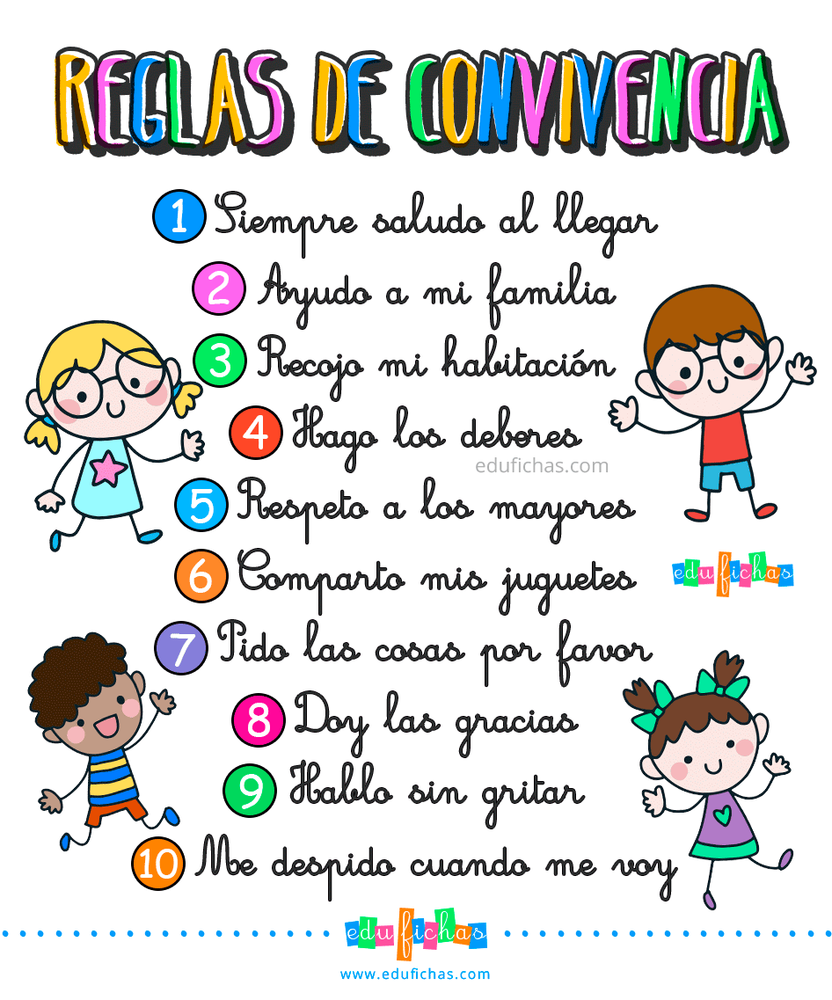 REGLAS DE CONVIVENCIA
1 Siempre saludo al llegar
2 Ayudo a mi familia
3 Recojo mi habitación
4 Hago los deberes
edufichas.com
5 Respeto a los mayores
6 Comparto mis juguetes
edufichas
7 Pido las cosas por favor
8 Doy las gracias
9 Hablo sin gritar
10 Me despido cuando me voy
edufichas
www.edufichas.com